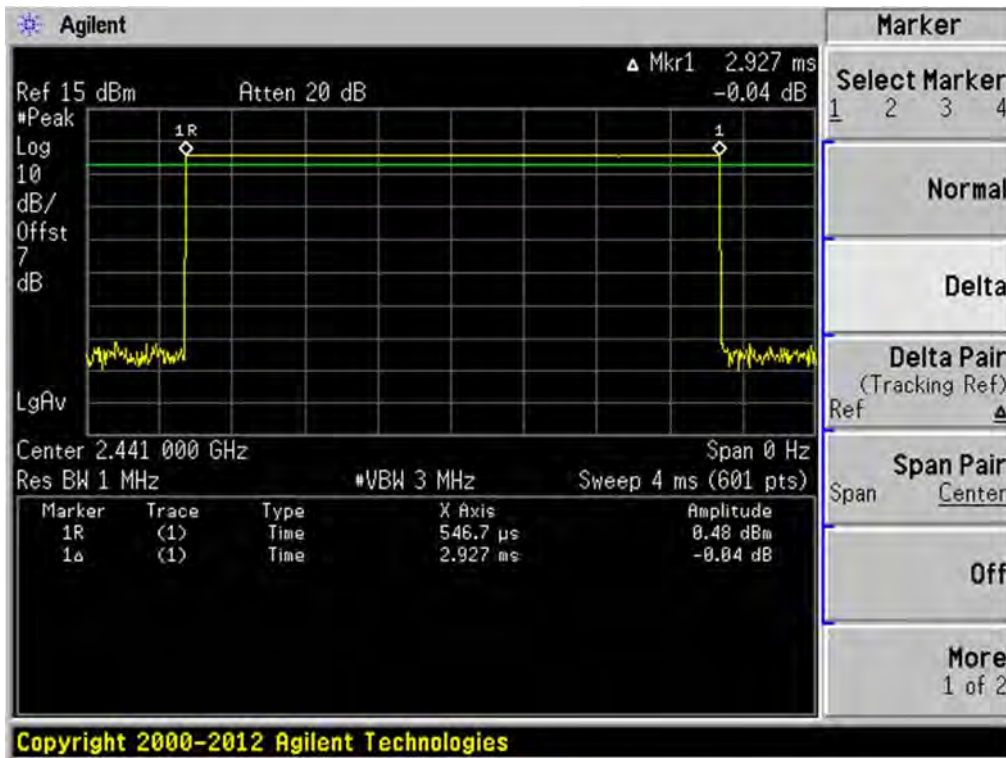 Agilent
Marker
Δ Mkr1 2.927 ms
Ref 15 dBm Atten 20 dB -0.04 dB
#Peak
Log
10
dB/
Offst
7
dB
LgAv
1R
1
Center 2.441 000 GHz Span 0 Hz
Res BW 1 MHz #VBW 3 MHz Sweep 4 ms (601 pts)
Marker Trace Type X Axis Amplitude
1R (1) Time 546.7 µs 0.48 dBm
1Δ (1) Time 2.927 ms -0.04 dB
Select Marker
1 2 3 4
Normal
Delta
Delta Pair
(Tracking Ref)
Ref Δ
Span Pair
Span Center
Off
More
1 of 2
Copyright 2000-2012 Agilent Technologies